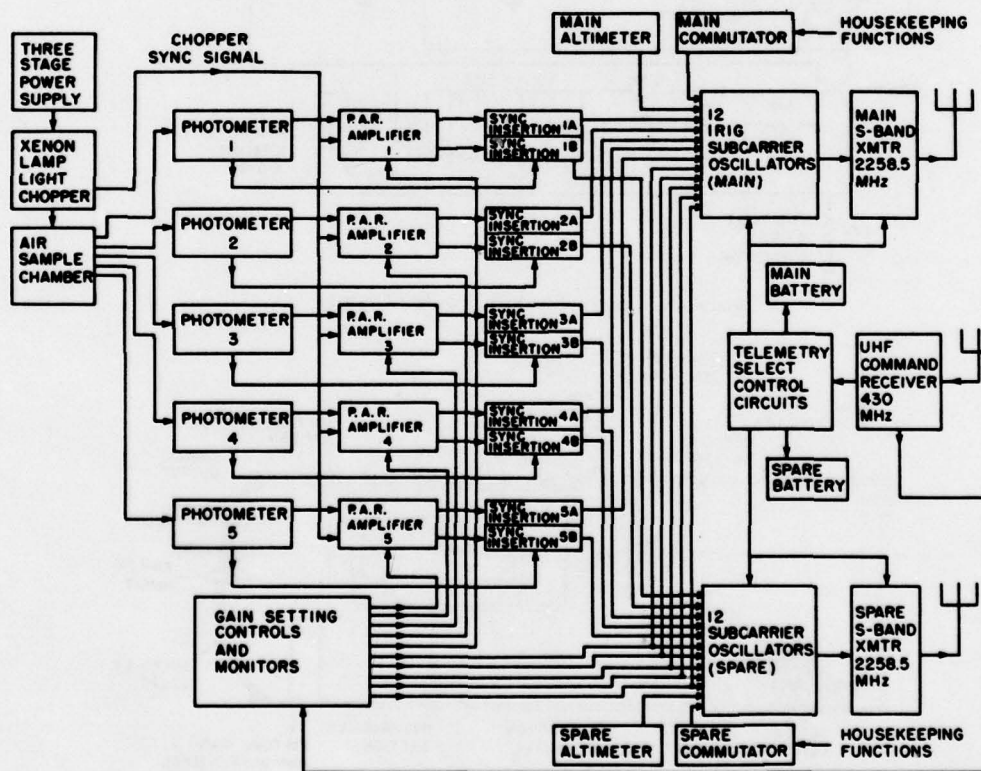 THREE
STAGE
POWER
SUPPLY
XENON
LAMP
LIGHT
CHOPPER
AIR
SAMPLE
CHAMBER
CHOPPER
SYNC SIGNAL
PHOTOMETER
1
P.A.R.
AMPLIFIER
1
SYNC
INSERTION 1A
SYNC
INSERTION 1B
PHOTOMETER
2
P.A.R.
AMPLIFIER
2
SYNC
INSERTION 2A
SYNC
INSERTION 2B
PHOTOMETER
3
P.A.R.
AMPLIFIER
3
SYNC
INSERTION 3A
SYNC
INSERTION 3B
PHOTOMETER
4
P.A.R.
AMPLIFIER
4
SYNC
INSERTION 4A
SYNC
INSERTION 4B
PHOTOMETER
5
P.A.R.
AMPLIFIER
5
SYNC
INSERTION 5A
SYNC
INSERTION 5B
GAIN SETTING
CONTROLS
AND
MONITORS
MAIN
ALTIMETER
MAIN
COMMUTATOR
HOUSEKEEPING
FUNCTIONS
12
IRIG
SUBCARRIER
OSCILLATORS
(MAIN)
MAIN
S-BAND
XMTR
2258.5
MHz
MAIN
BATTERY
TELEMETRY
SELECT
CONTROL
CIRCUITS
UHF
COMMAND
RECEIVER
430
MHz
SPARE
BATTERY
12
SUBCARRIER
OSCILLATORS
(SPARE)
SPARE
S-BAND
XMTR
2258.5
MHz
SPARE
ALTIMETER
SPARE
COMMUTATOR
HOUSEKEEPING
FUNCTIONS